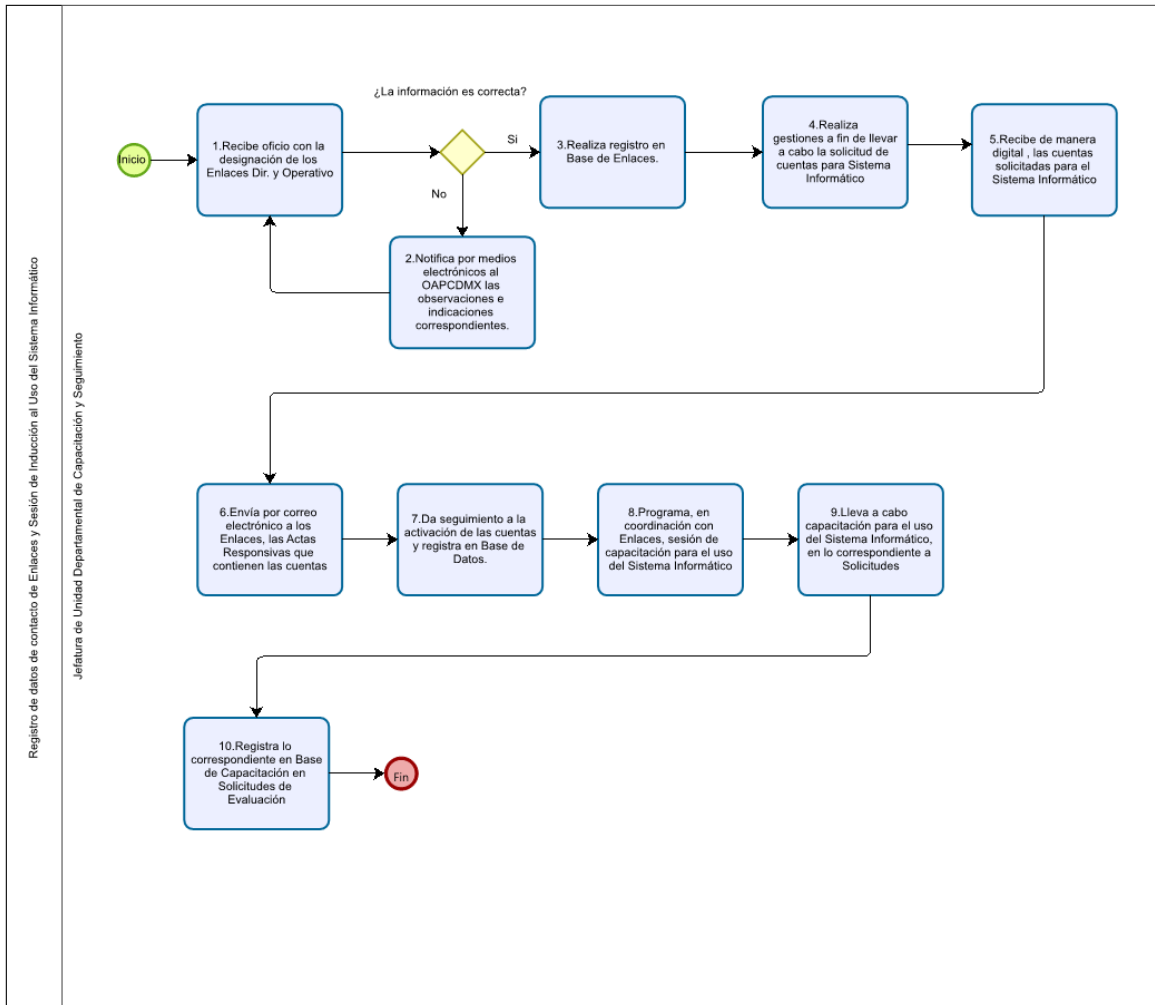 Registro de datos de contacto de Enlaces y Sesión de Inducción al Uso del Sistema Informático
Jefatura de Unidad Departamental de Capacitación y Seguimiento
Inicio
1.Recibe oficio con la
designación de los
Enlaces Dir. y Operativo
¿La información es correcta?
Si
No
2.Notifica por medios
electrónicos al
OAPCDMX las
observaciones e
indicaciones
correspondientes.
3.Realiza registro en
Base de Enlaces.
4.Realiza
gestiones a fin de llevar
a cabo la solicitud de
cuentas para Sistema
Informático
5.Recibe de manera
digital , las cuentas
solicitadas para el
Sistema Informático
6.Envía por correo
electrónico a los
Enlaces, las Actas
Responsivas que
contienen las cuentas
7.Da seguimiento a la
activación de las cuentas
y registra en Base de
Datos.
8.Programa, en
coordinación con
Enlaces, sesión de
capacitación para el uso
del Sistema Informático
9.Lleva a cabo
capacitación para el uso
del Sistema Informático,
en lo correspondiente a
Solicitudes
10.Registra lo
correspondiente en Base
de Capacitación en
Solicitudes de
Evaluación
Fin